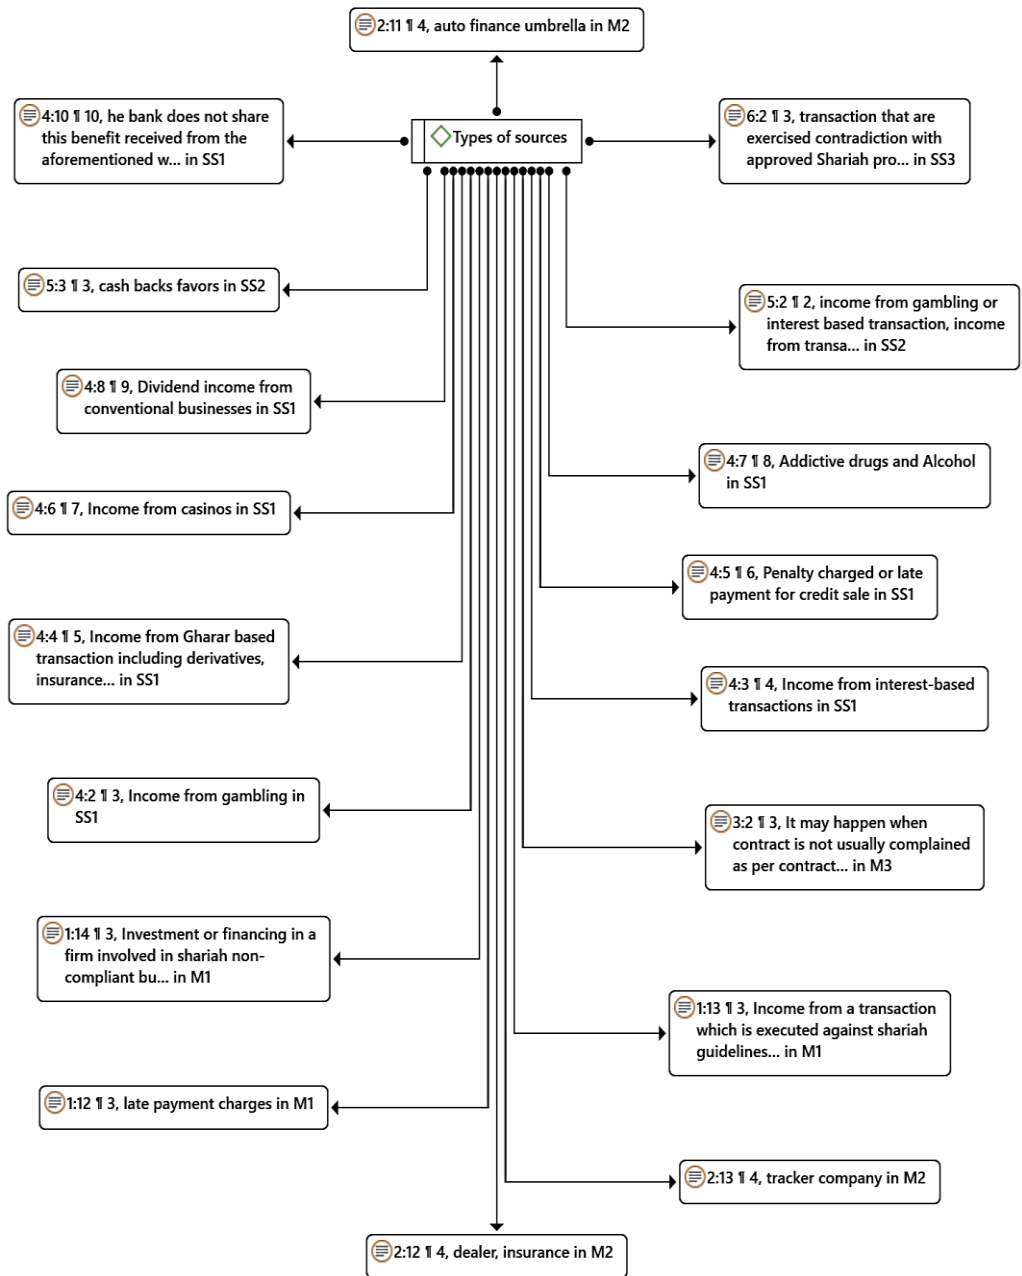 2:11 ¶ 4, auto finance umbrella in M2
4:10 ¶ 10, he bank does not share
this benefit received from the
aforementioned w... in SS1
Types of sources
6:2 ¶ 3, transaction that are
exercised contradiction with
approved Shariah pro... in SS3
5:3 ¶ 3, cash backs favors in SS2
5:2 ¶ 2, income from gambling or
interest based transaction, income
from transa... in SS2
4:8 ¶ 9, Dividend income from
conventional businesses in SS1
4:7 ¶ 8, Addictive drugs and Alcohol
in SS1
4:6 ¶ 7, Income from casinos in SS1
4:5 ¶ 6, Penalty charged or late
payment for credit sale in SS1
4:4 ¶ 5, Income from Gharar based
transaction including derivatives,
insurance... in SS1
4:3 ¶ 4, Income from interest-based
transactions in SS1
4:2 ¶ 3, Income from gambling in
SS1
3:2 ¶ 3, It may happen when
contract is not usually complained
as per contract... in M3
1:14 ¶ 3, Investment or financing in a
firm involved in shariah non-
compliant bu... in M1
1:13 ¶ 3, Income from a transaction
which is executed against shariah
guidelines... in M1
1:12 ¶ 3, late payment charges in M1
2:13 ¶ 4, tracker company in M2
2:12 ¶ 4, dealer, insurance in M2